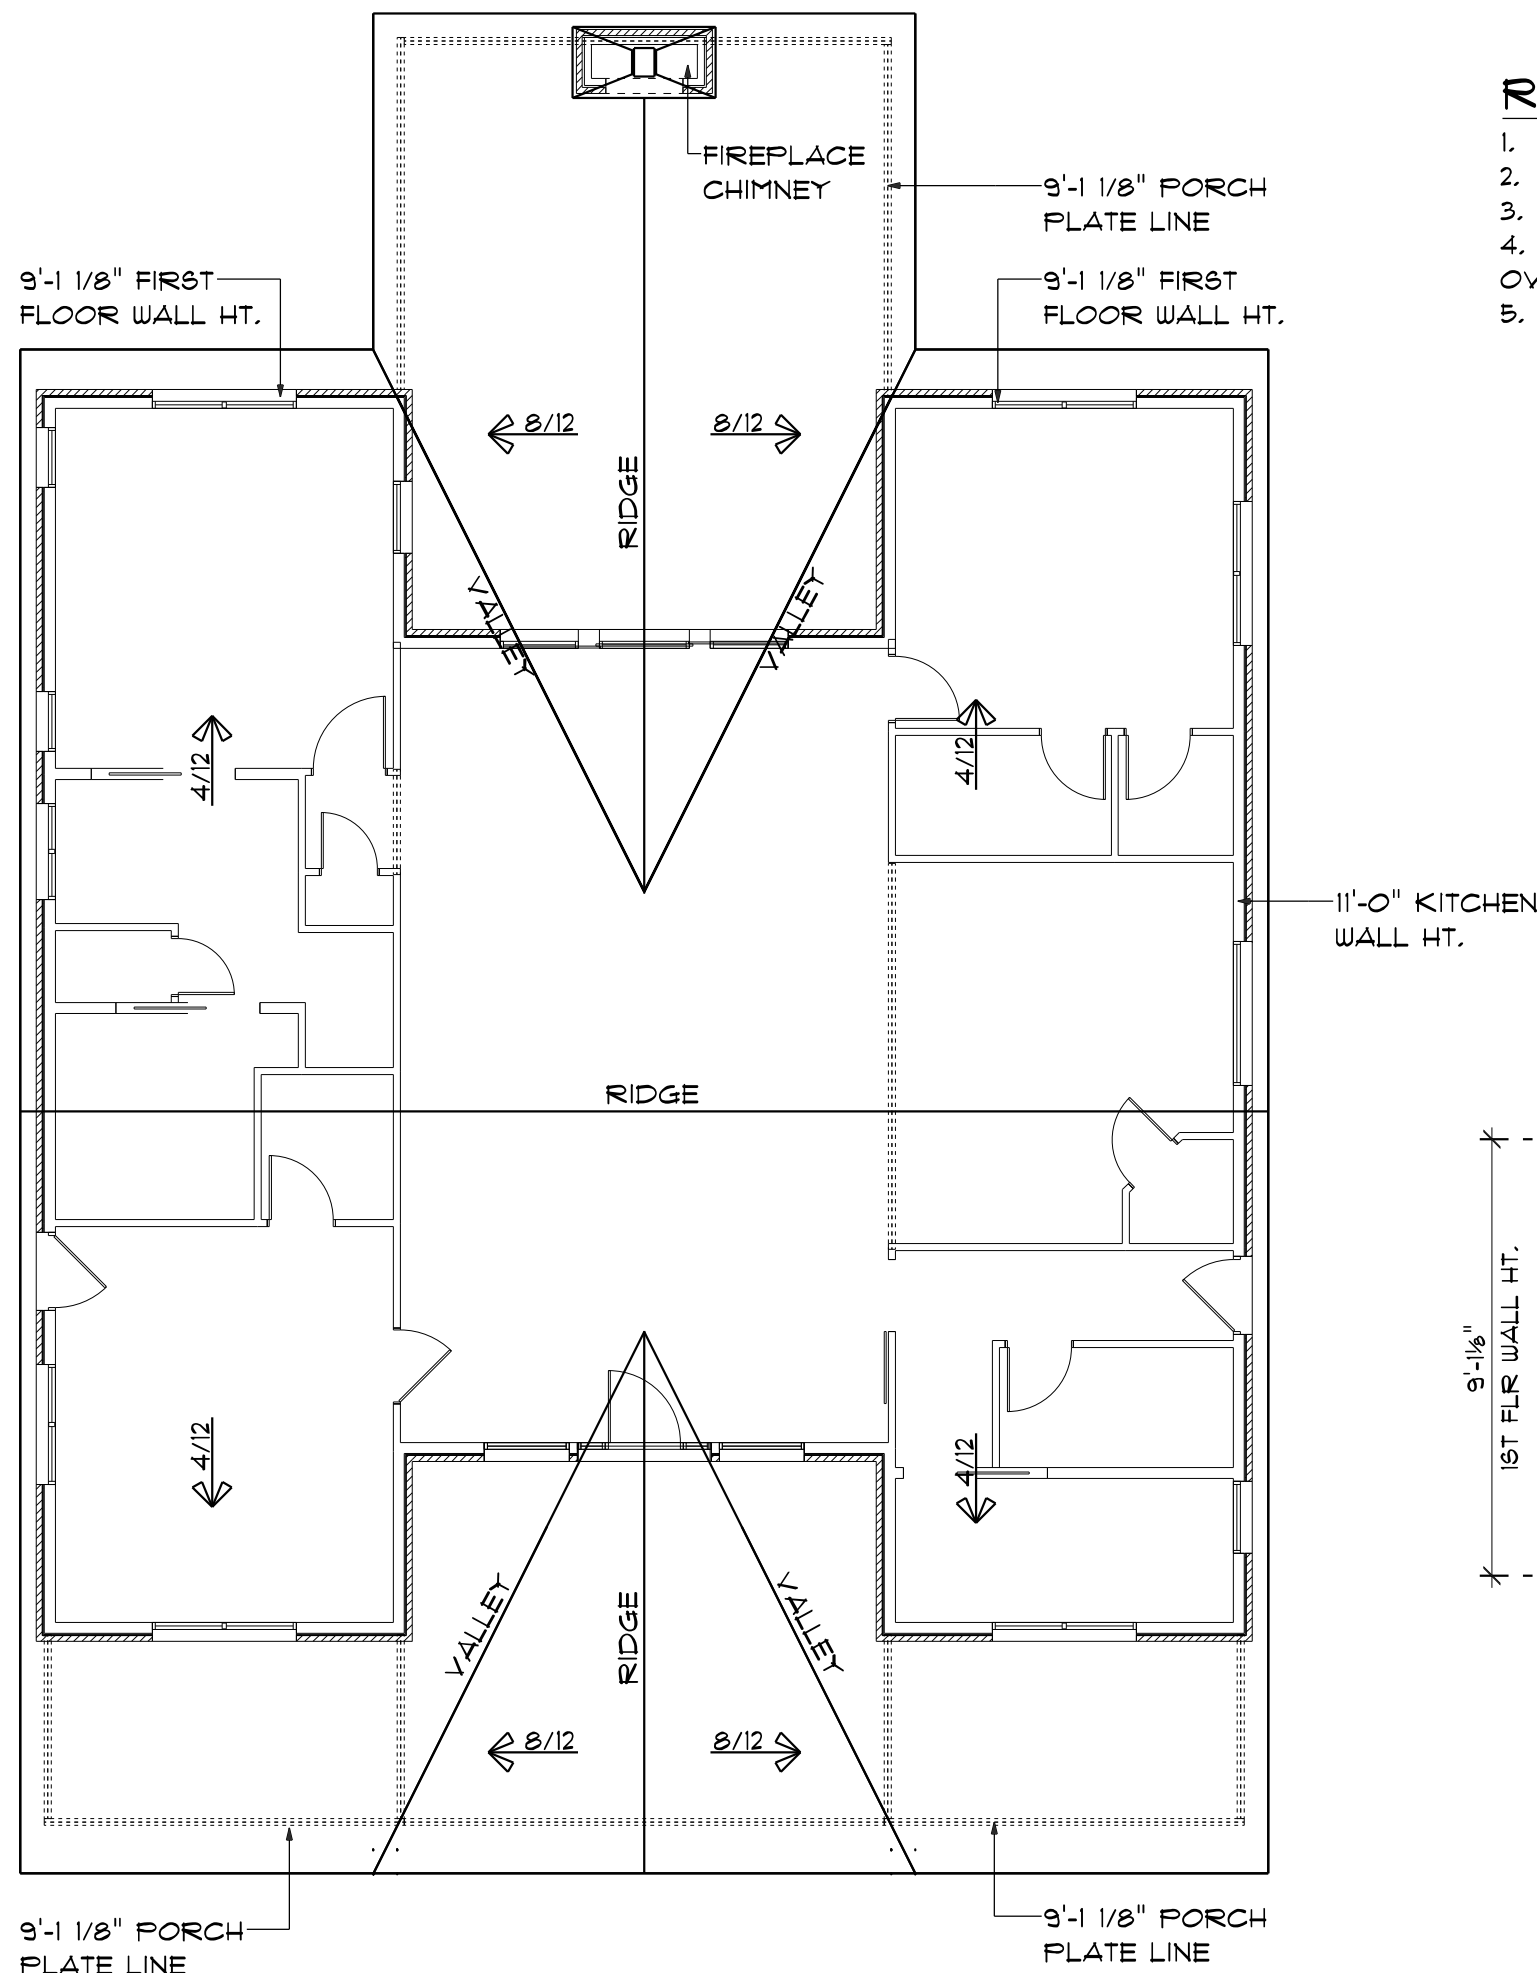 FIREPLACE
CHIMNEY
9'-1 1/8" PORCH
PLATE LINE
9'-1 1/8" FIRST
FLOOR WALL HT.
9'-1 1/8" FIRST
FLOOR WALL HT.
R
1.
2.
3.
4.
OV
5.
8/12
8/12
RIDGE
VALLEY
VALLEY
4/12
4/12
11'-0" KITCHEN
WALL HT.
RIDGE
9'-1⅛"
1ST FLR WALL HT.
4/12
4/12
VALLEY
RIDGE
VALLEY
8/12
8/12
9'-1 1/8" PORCH
PLATE LINE
9'-1 1/8" PORCH
PLATE LINE